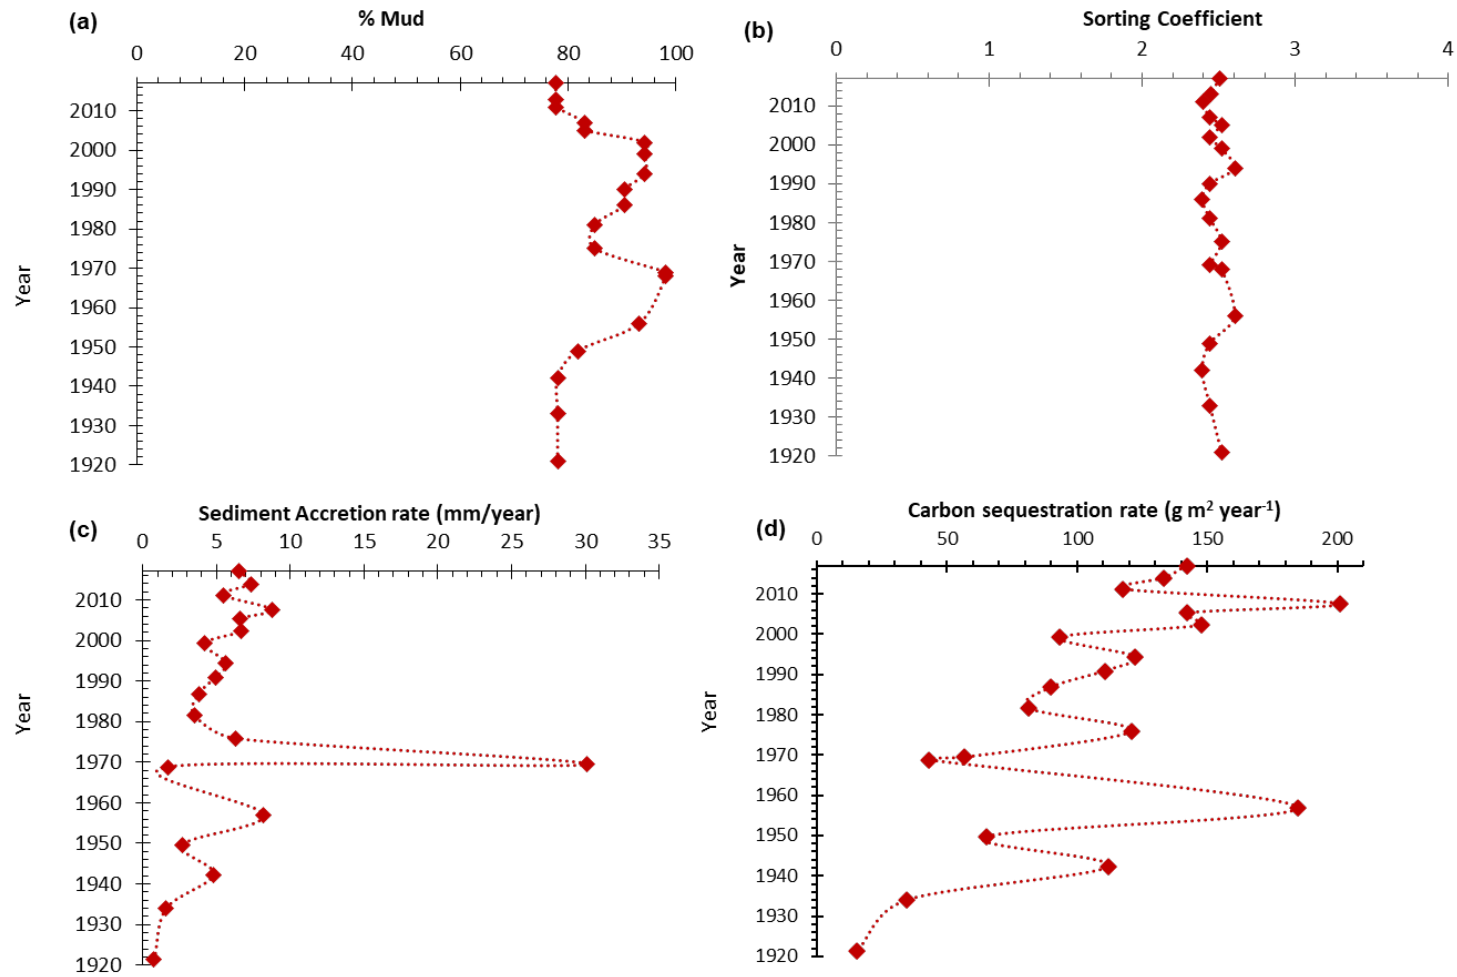 (a)
% Mud
0 20 40 60 80 100
2010
2000
1990
1980
1970
1960
1950
1940
1930
1920
Year
(b)
Sorting Coefficient
0 1 2 3 4
2010
2000
1990
1980
1970
1960
1950
1940
1930
1920
Year
(c)
Sediment Accretion rate (mm/year)
0 5 10 15 20 25 30 35
2010
2000
1990
1980
1970
1960
1950
1940
1930
1920
Year
(d)
Carbon sequestration rate (g m² year⁻¹)
0 50 100 150 200
2010
2000
1990
1980
1970
1960
1950
1940
1930
1920
Year